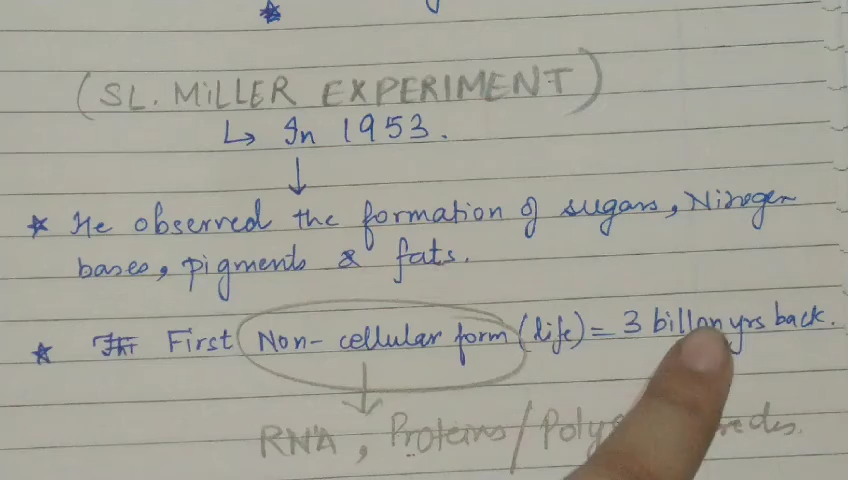 (SL. MILLER EXPERIMENT)
↳ In 1953.
* He observed the formation of sugars, Nitrogen
bases, pigments & fats.
* First Non-cellular form (life) = 3 billon yrs back.
RNA, Proteins/